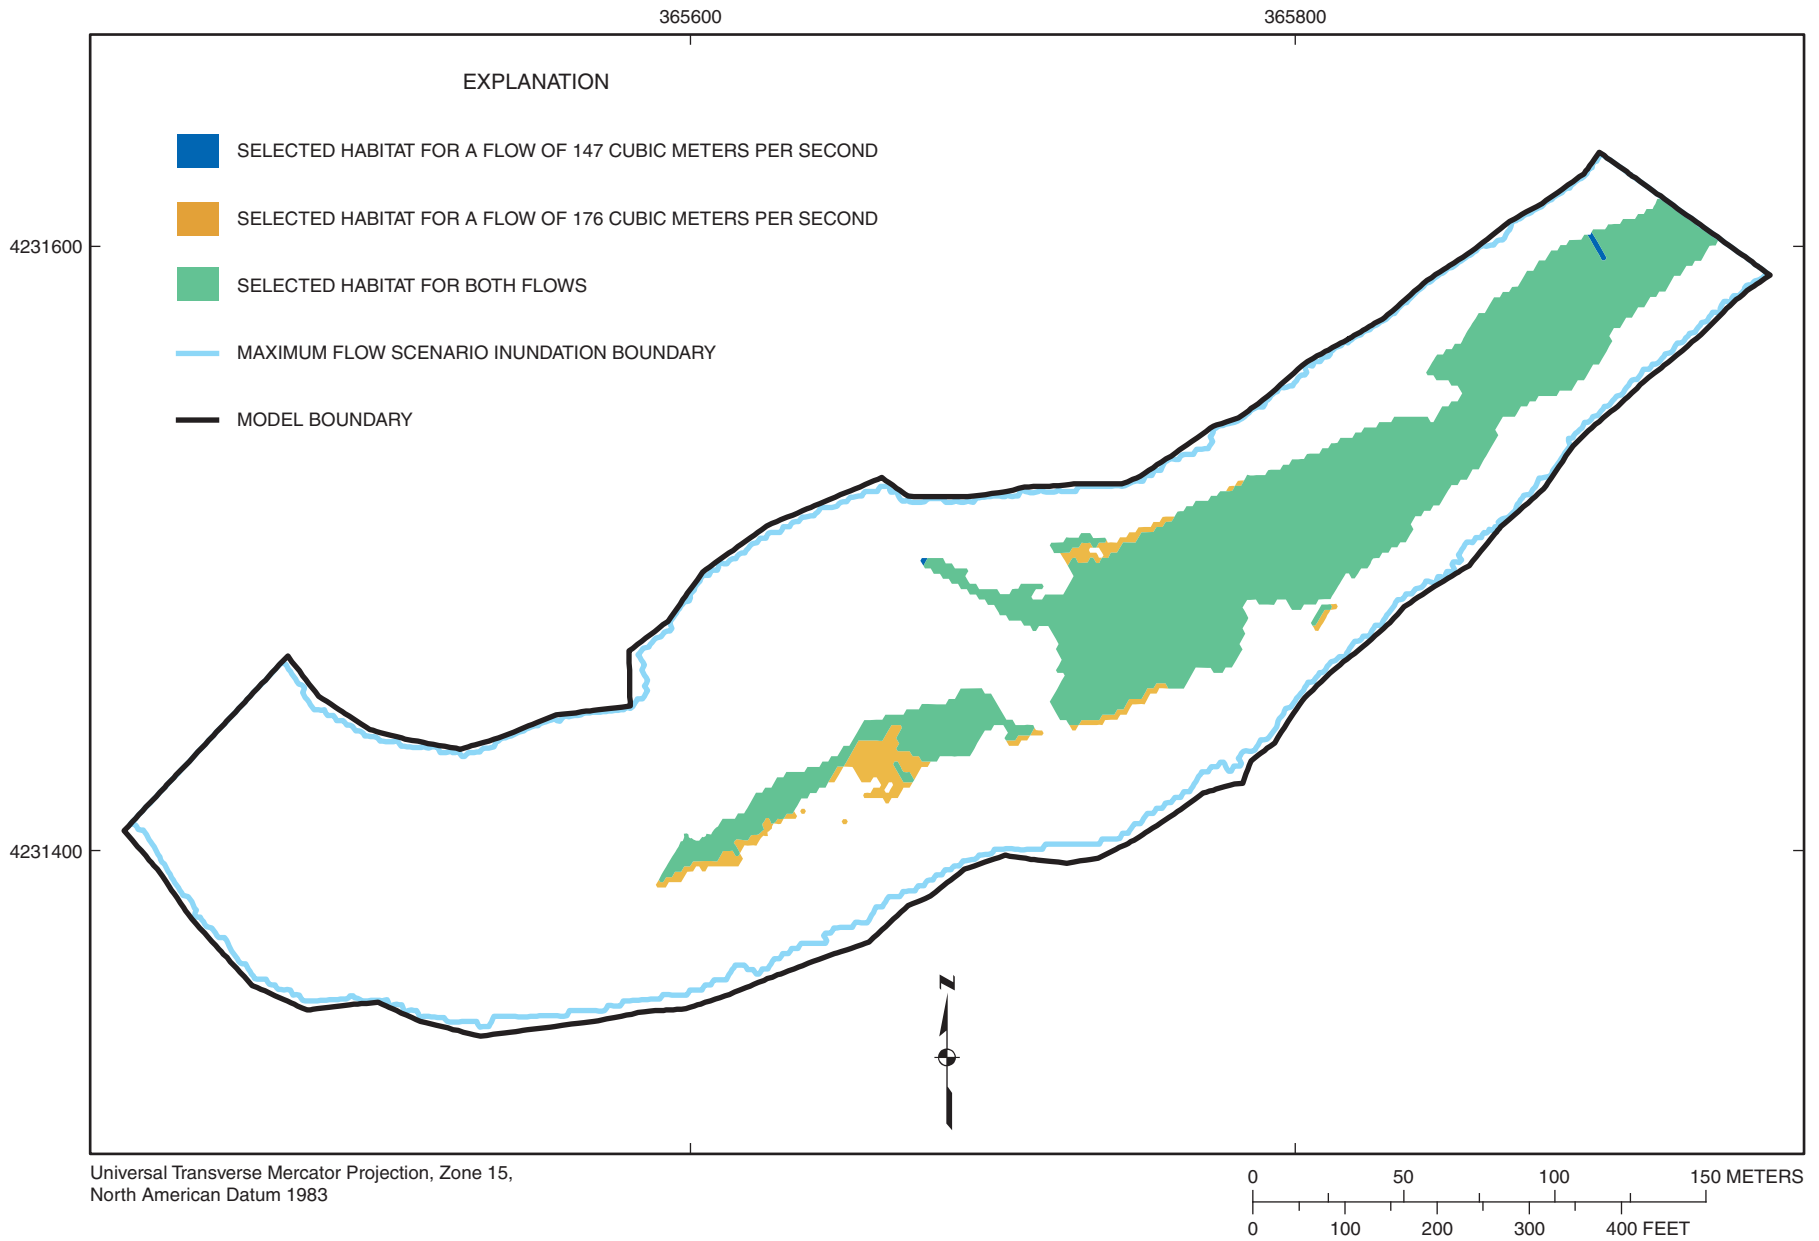 365600 365800
EXPLANATION
SELECTED HABITAT FOR A FLOW OF 147 CUBIC METERS PER SECOND
SELECTED HABITAT FOR A FLOW OF 176 CUBIC METERS PER SECOND
4231600
SELECTED HABITAT FOR BOTH FLOWS
MAXIMUM FLOW SCENARIO INUNDATION BOUNDARY
MODEL BOUNDARY
4231400
N
Universal Transverse Mercator Projection, Zone 15,
North American Datum 1983
0 50 100 150 METERS
0 100 200 300 400 FEET